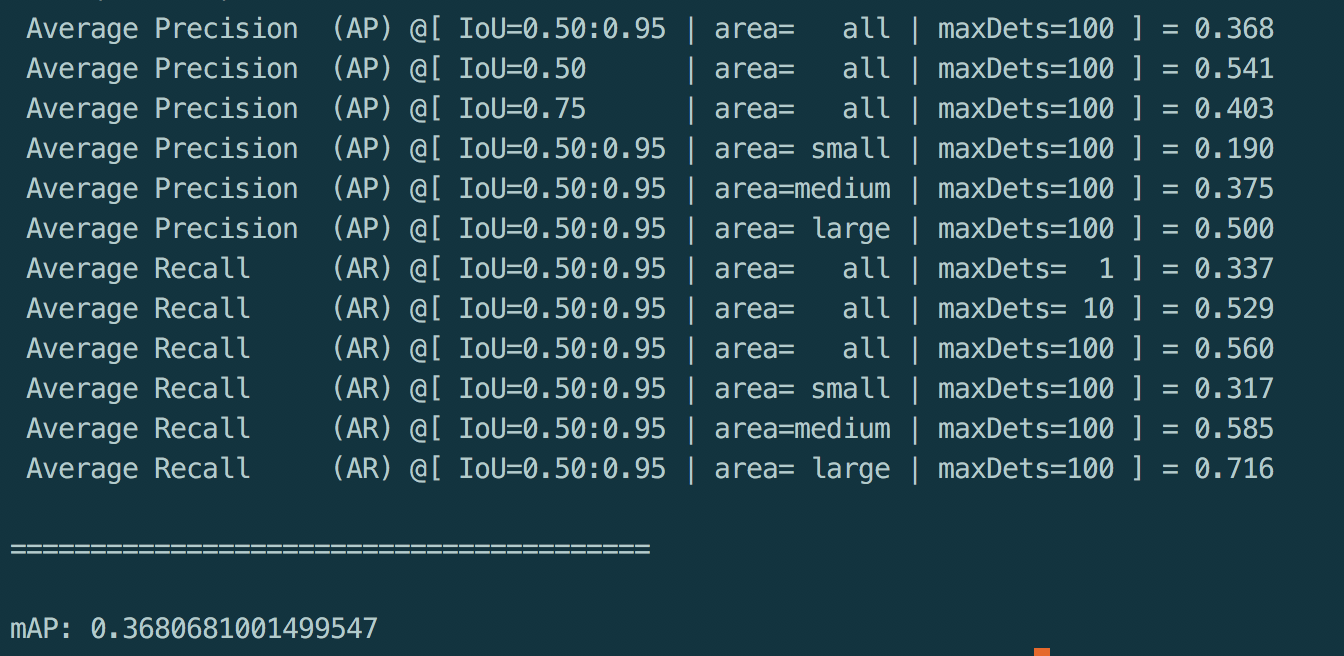 Average Precision  (AP) @[ IoU=0.50:0.95 | area=   all | maxDets=100 ] = 0.368
Average Precision  (AP) @[ IoU=0.50      | area=   all | maxDets=100 ] = 0.541
Average Precision  (AP) @[ IoU=0.75      | area=   all | maxDets=100 ] = 0.403
Average Precision  (AP) @[ IoU=0.50:0.95 | area= small | maxDets=100 ] = 0.190
Average Precision  (AP) @[ IoU=0.50:0.95 | area=medium | maxDets=100 ] = 0.375
Average Precision  (AP) @[ IoU=0.50:0.95 | area= large | maxDets=100 ] = 0.500
Average Recall     (AR) @[ IoU=0.50:0.95 | area=   all | maxDets=  1 ] = 0.337
Average Recall     (AR) @[ IoU=0.50:0.95 | area=   all | maxDets= 10 ] = 0.529
Average Recall     (AR) @[ IoU=0.50:0.95 | area=   all | maxDets=100 ] = 0.560
Average Recall     (AR) @[ IoU=0.50:0.95 | area= small | maxDets=100 ] = 0.317
Average Recall     (AR) @[ IoU=0.50:0.95 | area=medium | maxDets=100 ] = 0.585
Average Recall     (AR) @[ IoU=0.50:0.95 | area= large | maxDets=100 ] = 0.716
========================================
mAP: 0.3680681001499547